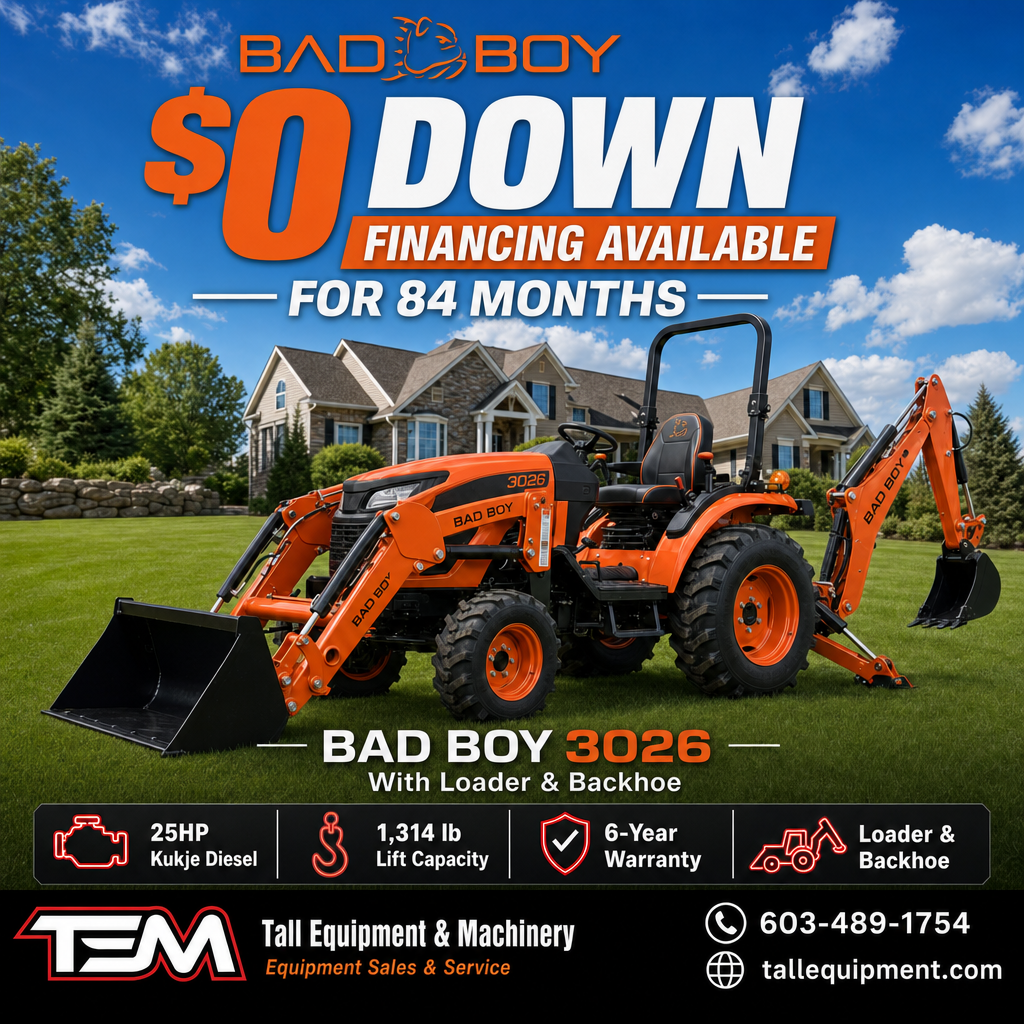 BAD BOY
$0 DOWN
FINANCING AVAILABLE
FOR 84 MONTHS
3026
BAD BOY
BAD BOY
BAD BOY
BAD BOY 3026
With Loader & Backhoe
25HP
Kukje Diesel
1,314 lb
Lift Capacity
6-Year
Warranty
Loader &
Backhoe
TEM
Tall Equipment & Machinery
Equipment Sales & Service
603-489-1754
tallequipment.com